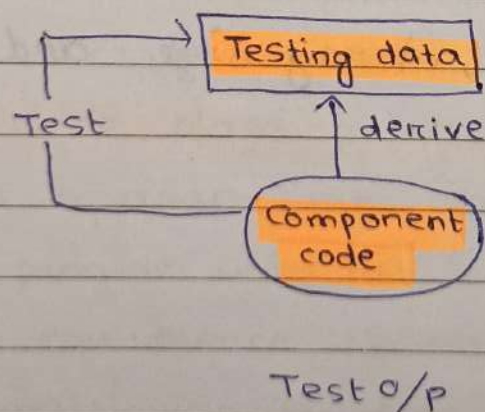 Testing data
Test
derive
Component
code
Test O/P